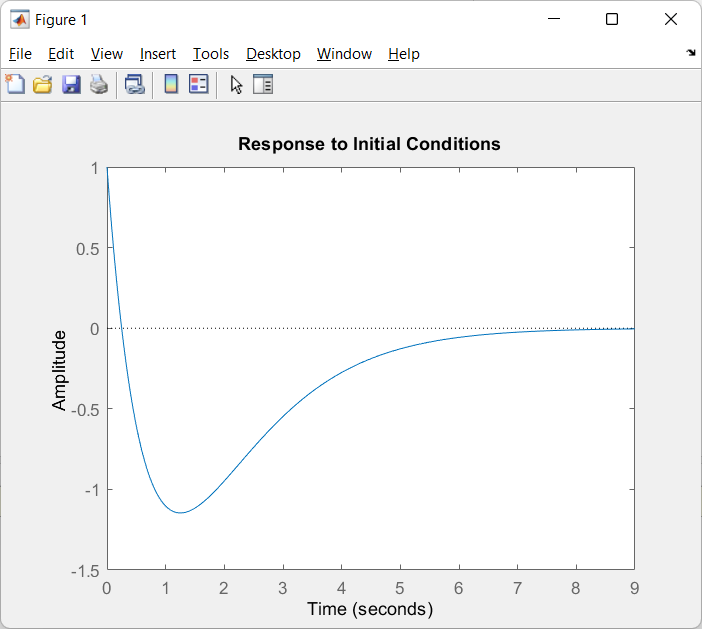 Figure 1
File Edit View Insert Tools Desktop Window Help
Response to Initial Conditions
1
0.5
0
-0.5
-1
-1.5
Amplitude
0 1 2 3 4 5 6 7 8 9
Time (seconds)